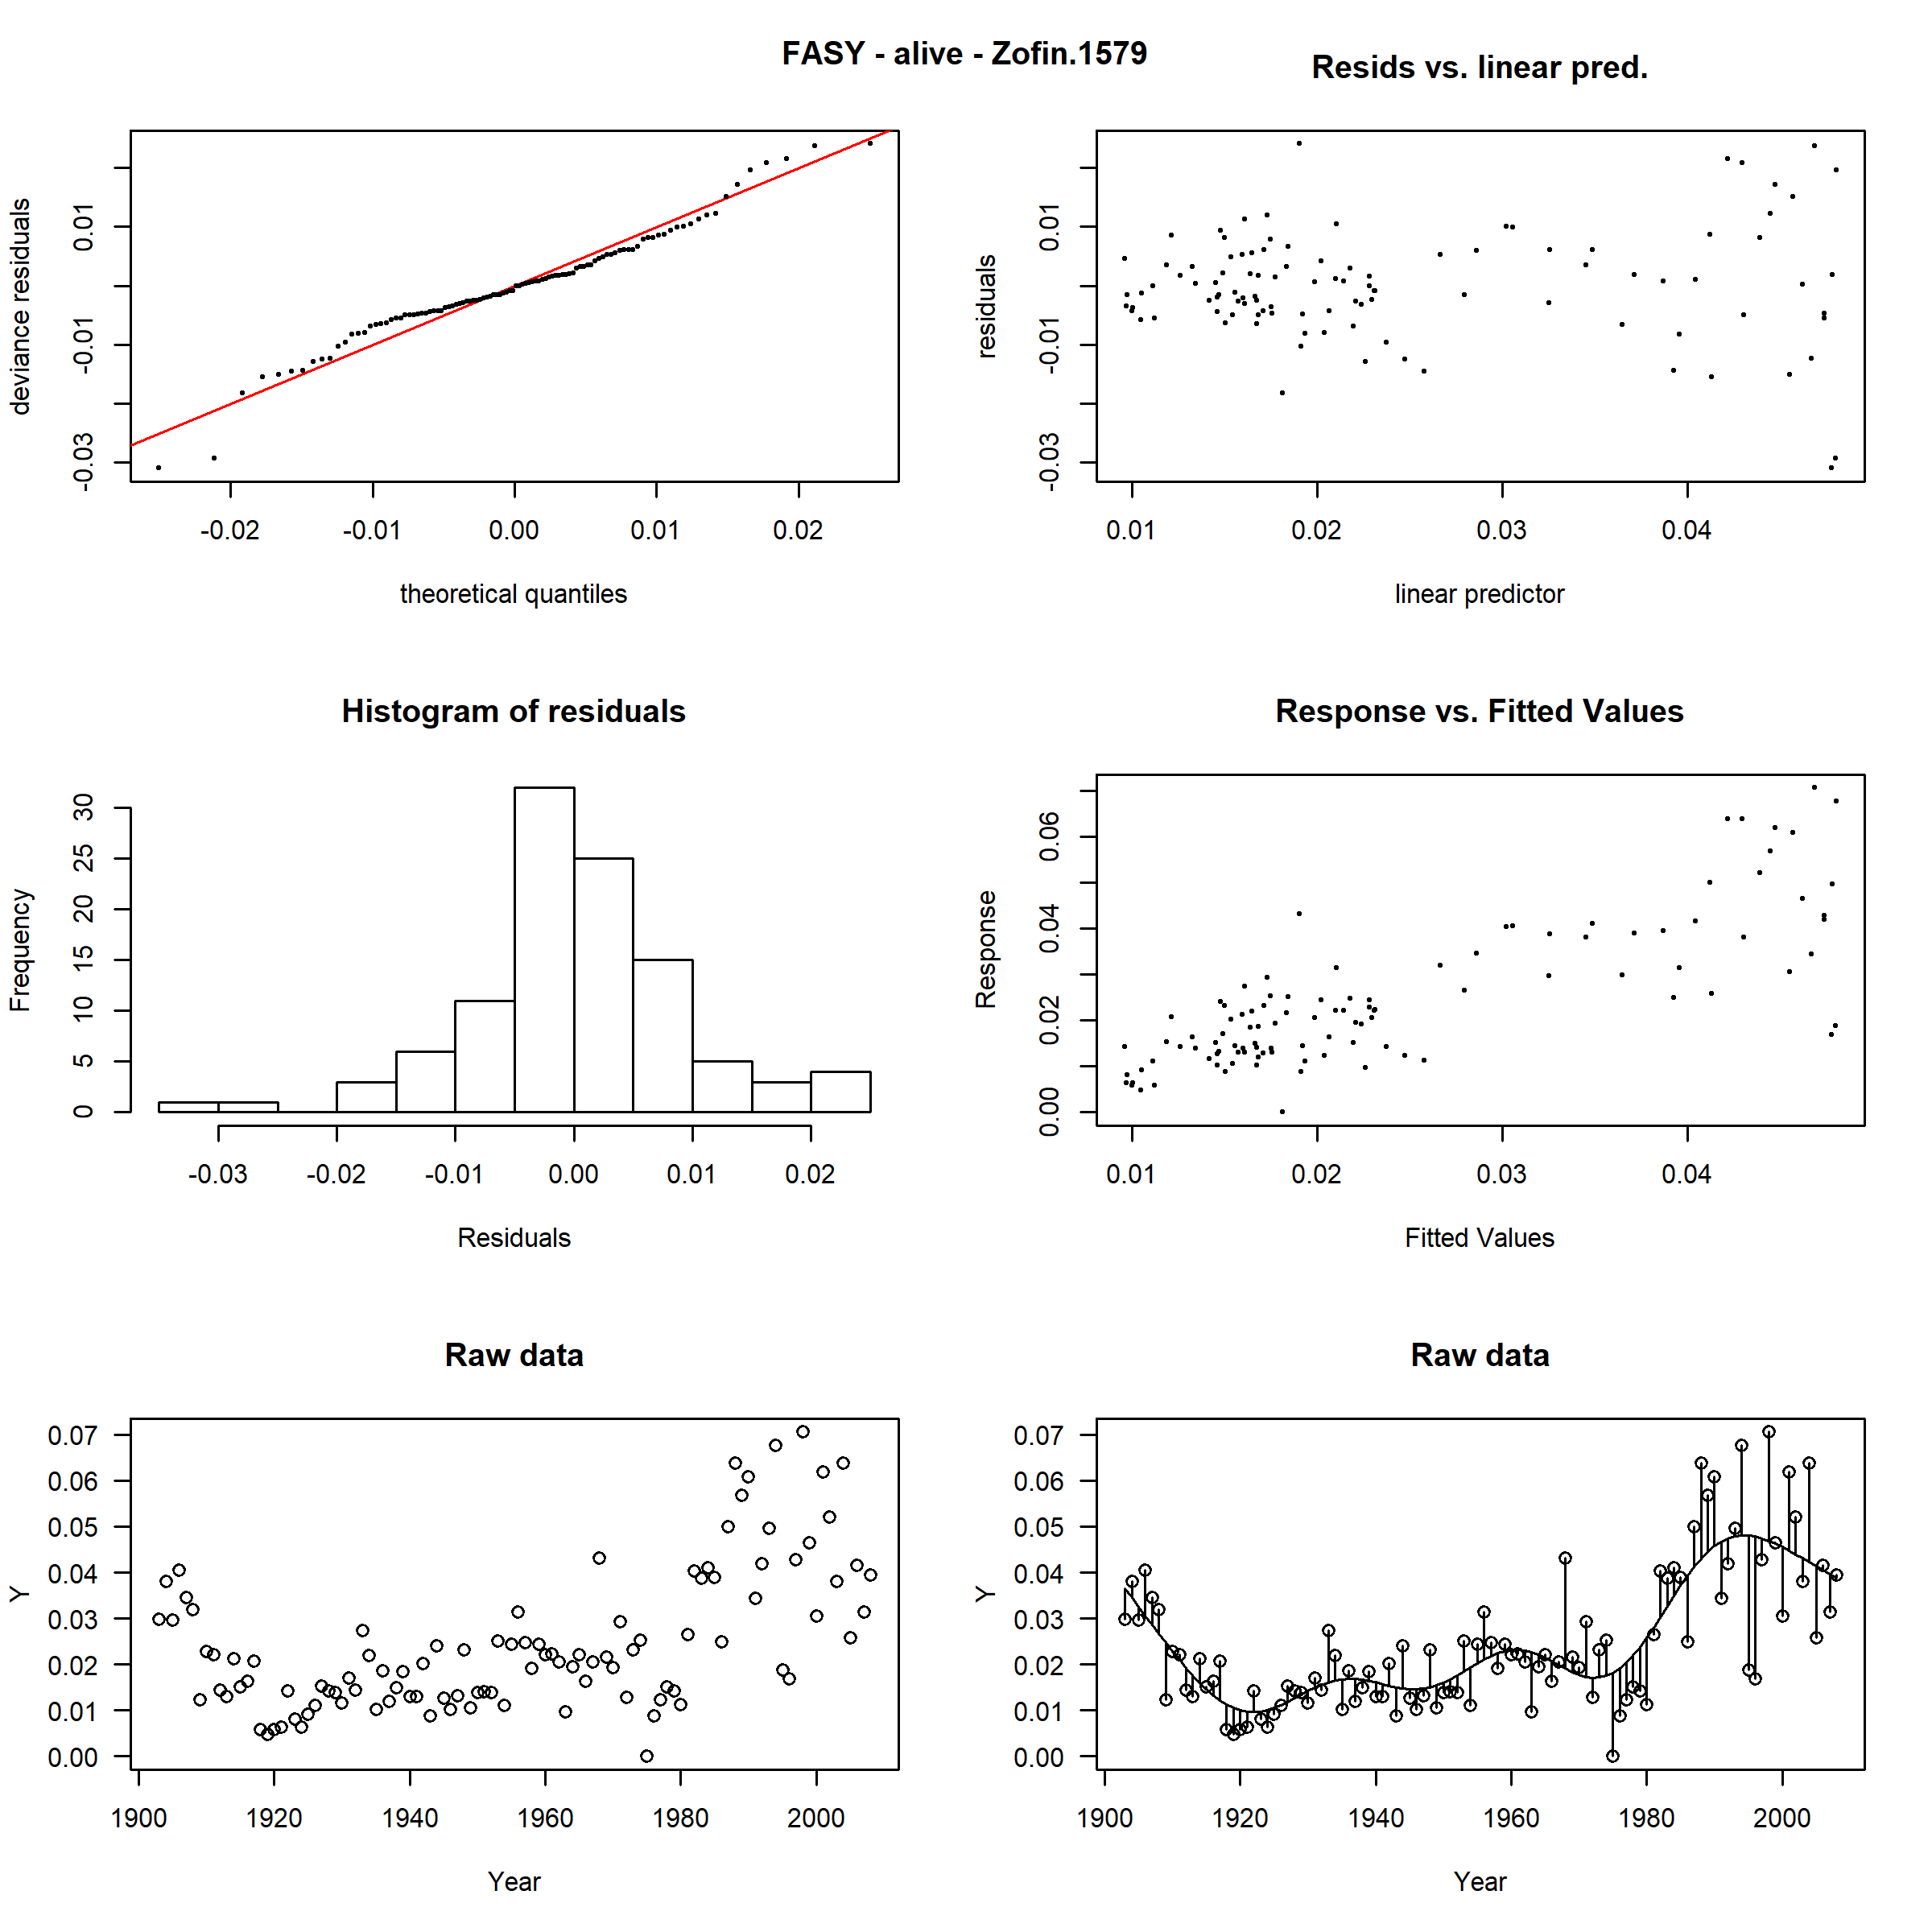 FASY - alive - Zofin.1579
Resids vs. linear pred.
deviance residuals
-0.03 -0.01 0.01
-0.02 -0.01 0.00 0.01 0.02
theoretical quantiles
residuals
-0.03 -0.01 0.01
0.01 0.02 0.03 0.04
linear predictor
Histogram of residuals
Frequency
0 5 10 15 20 25 30
-0.03 -0.02 -0.01 0.00 0.01 0.02
Residuals
Response vs. Fitted Values
Response
0.00 0.02 0.04 0.06
0.01 0.02 0.03 0.04
Fitted Values
Raw data
Y
0.07
0.06
0.05
0.04
0.03
0.02
0.01
0.00
1900 1920 1940 1960 1980 2000
Year
Raw data
Y
0.07
0.06
0.05
0.04
0.03
0.02
0.01
0.00
1900 1920 1940 1960 1980 2000
Year